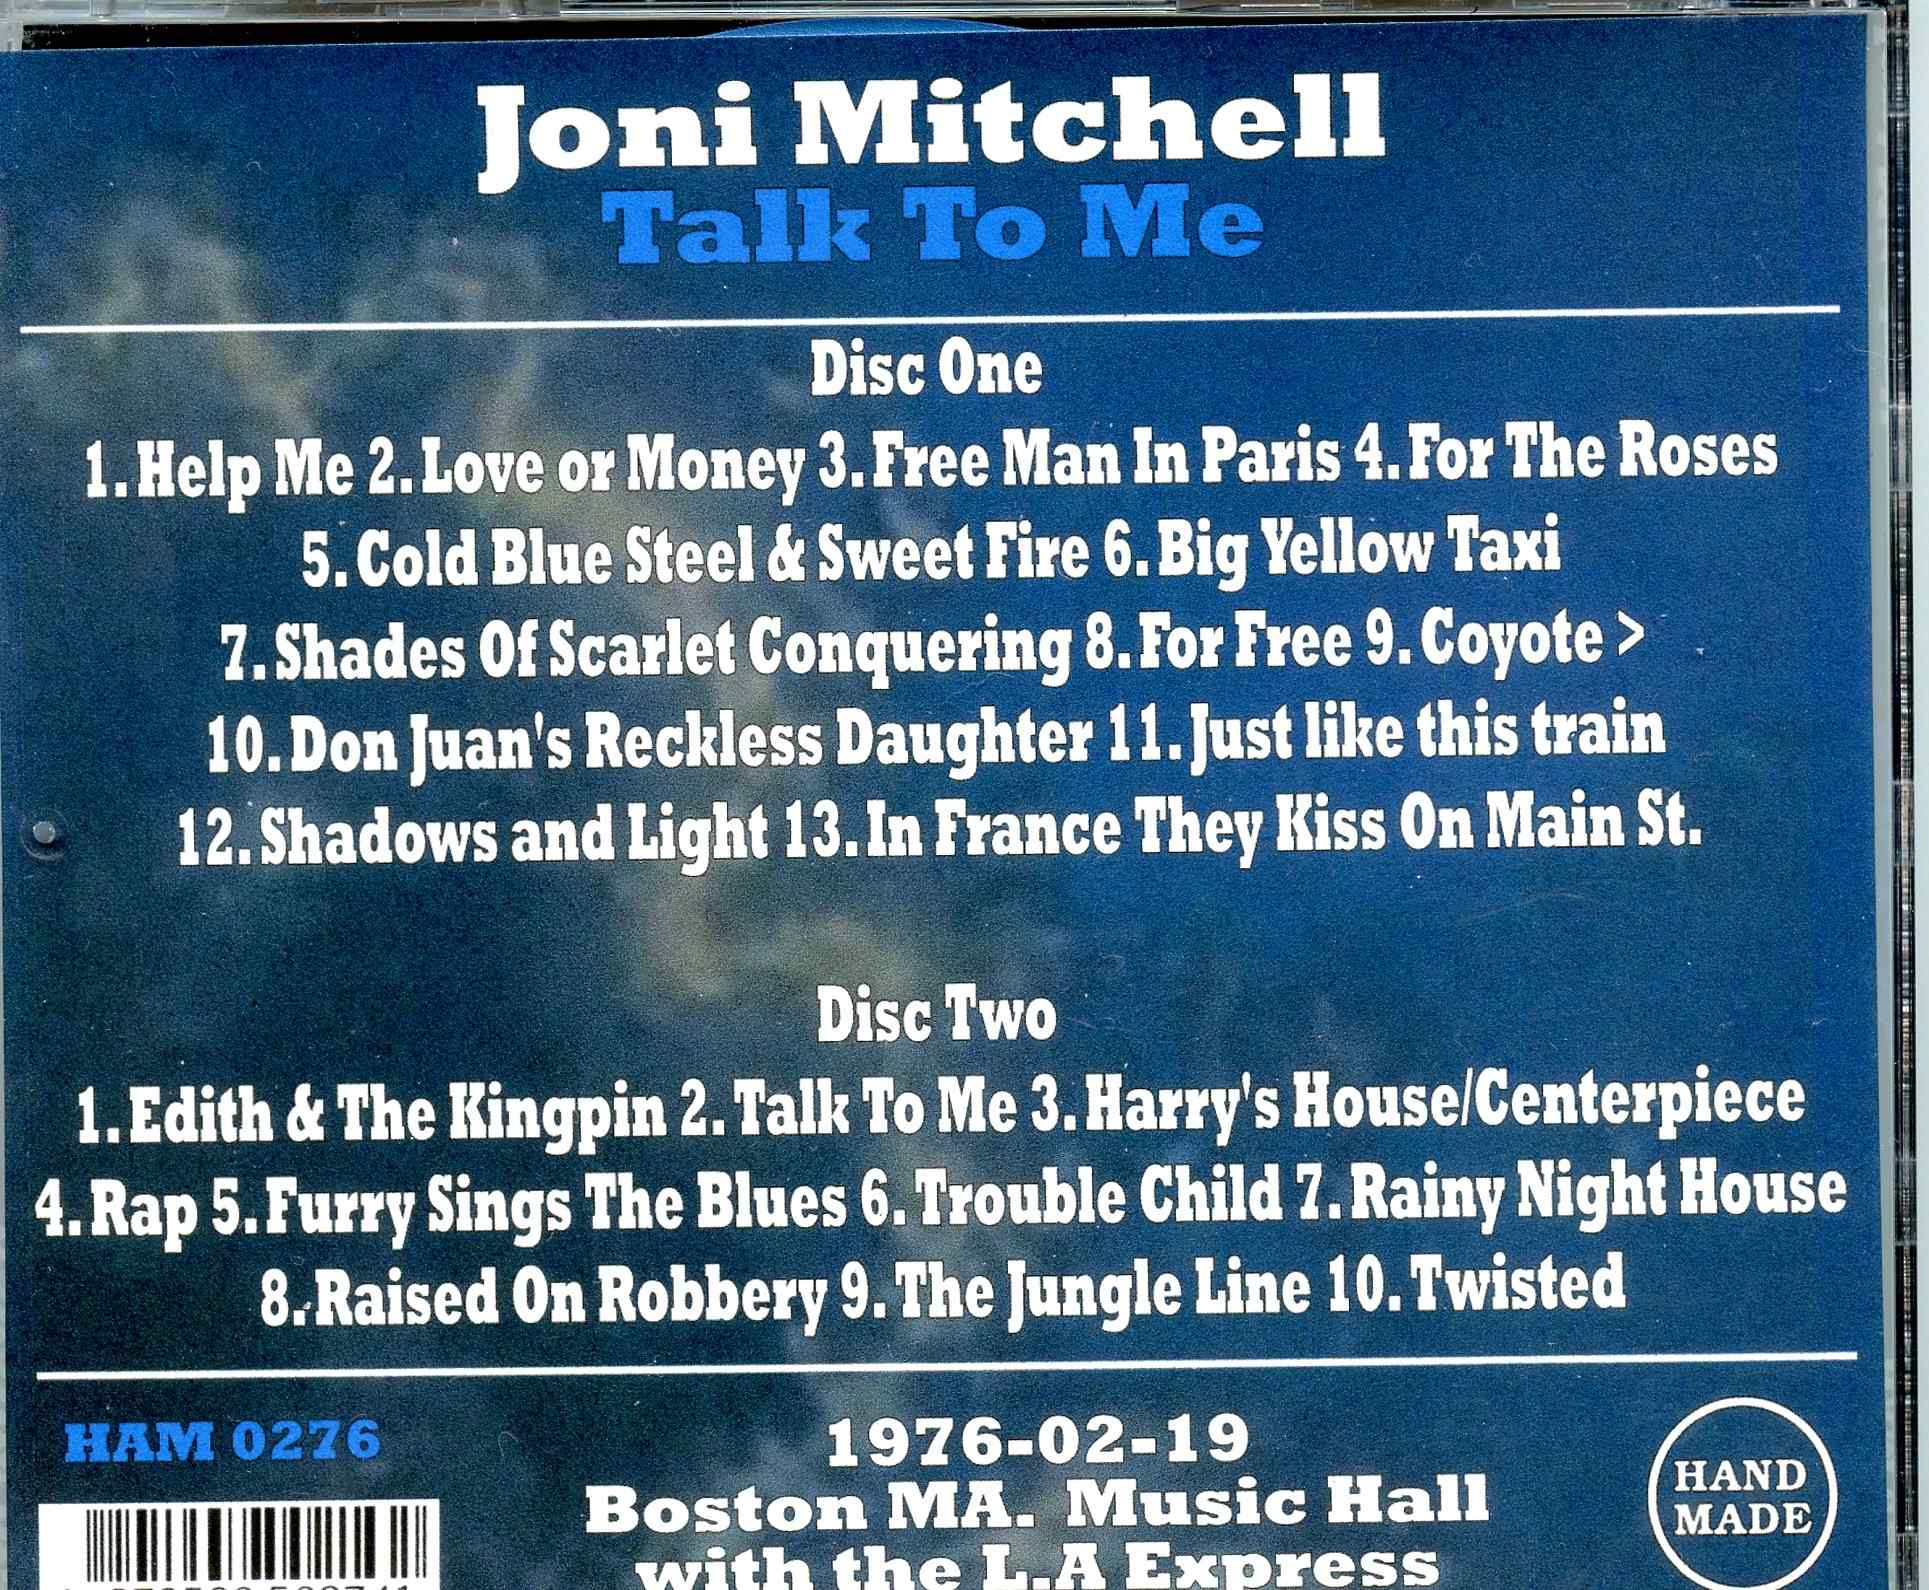 Joni Mitchell
Talk To Me
Disc One
1. Help Me 2. Love or Money 3. Free Man In Paris 4. For The Roses
5. Cold Blue Steel & Sweet Fire 6. Big Yellow Taxi
7. Shades Of Scarlet Conquering 8. For Free 9. Coyote >
10. Don Juan's Reckless Daughter 11. Just like this train
12. Shadows and Light 13. In France They Kiss On Main St.
Disc Two
1. Edith & The Kingpin 2. Talk To Me 3. Harry's House/Centerpiece
4. Rap 5. Furry Sings The Blues 6. Trouble Child 7. Rainy Night House
8. Raised On Robbery 9. The Jungle Line 10. Twisted
HAM 0276
1976-02-19
Boston MA. Music Hall
with the L.A Express
HAND
MADE